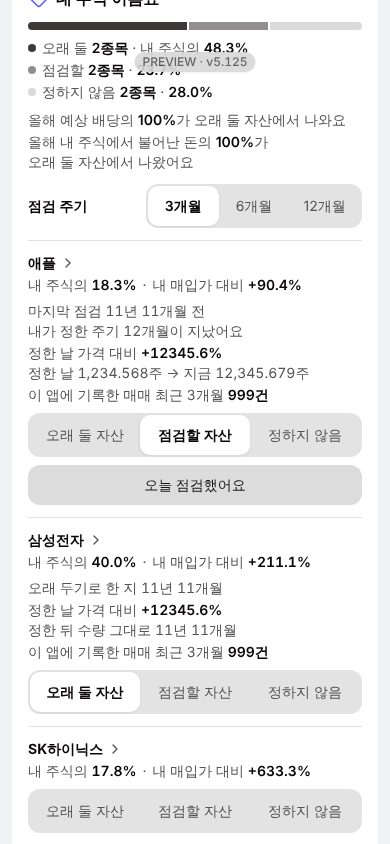 내 주식 이름표
오래 둘 2종목 · 내 주식의 48.3%
PREVIEW · v5.125
점검할 2종목 · 23.7%
정하지 않음 2종목 · 28.0%
올해 예상 배당의 100%가 오래 둘 자산에서 나와요
올해 내 주식에서 불어난 돈의 100%가
오래 둘 자산에서 나왔어요
점검 주기 3개월 6개월 12개월
애플
내 주식의 18.3% · 내 매입가 대비 +90.4%
마지막 점검 11년 11개월 전
내가 정한 주기 12개월이 지났어요
정한 날 가격 대비 +12345.6%
정한 날 1,234.568주 → 지금 12,345.679주
이 앱에 기록한 매매 최근 3개월 999건
오래 둘 자산 점검할 자산 정하지 않음
오늘 점검했어요
삼성전자
내 주식의 40.0% · 내 매입가 대비 +211.1%
오래 두기로 한 지 11년 11개월
정한 날 가격 대비 +12345.6%
정한 뒤 수량 그대로 11년 11개월
이 앱에 기록한 매매 최근 3개월 999건
오래 둘 자산 점검할 자산 정하지 않음
SK하이닉스
내 주식의 17.8% · 내 매입가 대비 +633.3%
오래 둘 자산 점검할 자산 정하지 않음